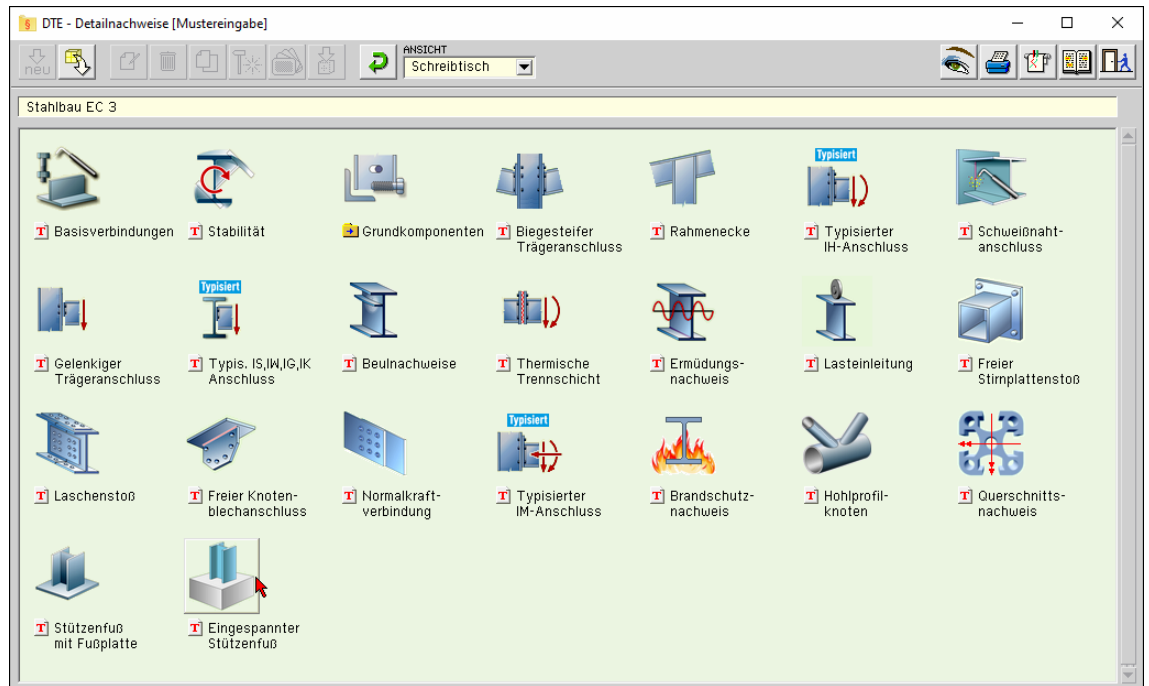 DTE - Detailnachweise [Mustereingabe]
neu
ANSICHT
Schreibtisch
Stahlbau EC 3
Basisverbindungen
Stabilität
Grundkomponenten
Biegesteifer
Trägeranschluss
Rahmenecke
Typisiert
Typisierter
IH-Anschluss
Schweißnaht-
anschluss
Gelenkiger
Trägeranschluss
Typisiert
Typis. IS,IW,IG,IK
Anschluss
Beulnachweise
Thermische
Trennschicht
Ermüdungs-
nachweis
Lasteinleitung
Freier
Stirnplattenstoß
Laschenstoß
Freier Knoten-
blechanschluss
Normalkraft-
verbindung
Typisiert
Typisierter
IM-Anschluss
Brandschutz-
nachweis
Hohlprofil-
knoten
Querschnitts-
nachweis
Stützenfuß
mit Fußplatte
Eingespannter
Stützenfuß